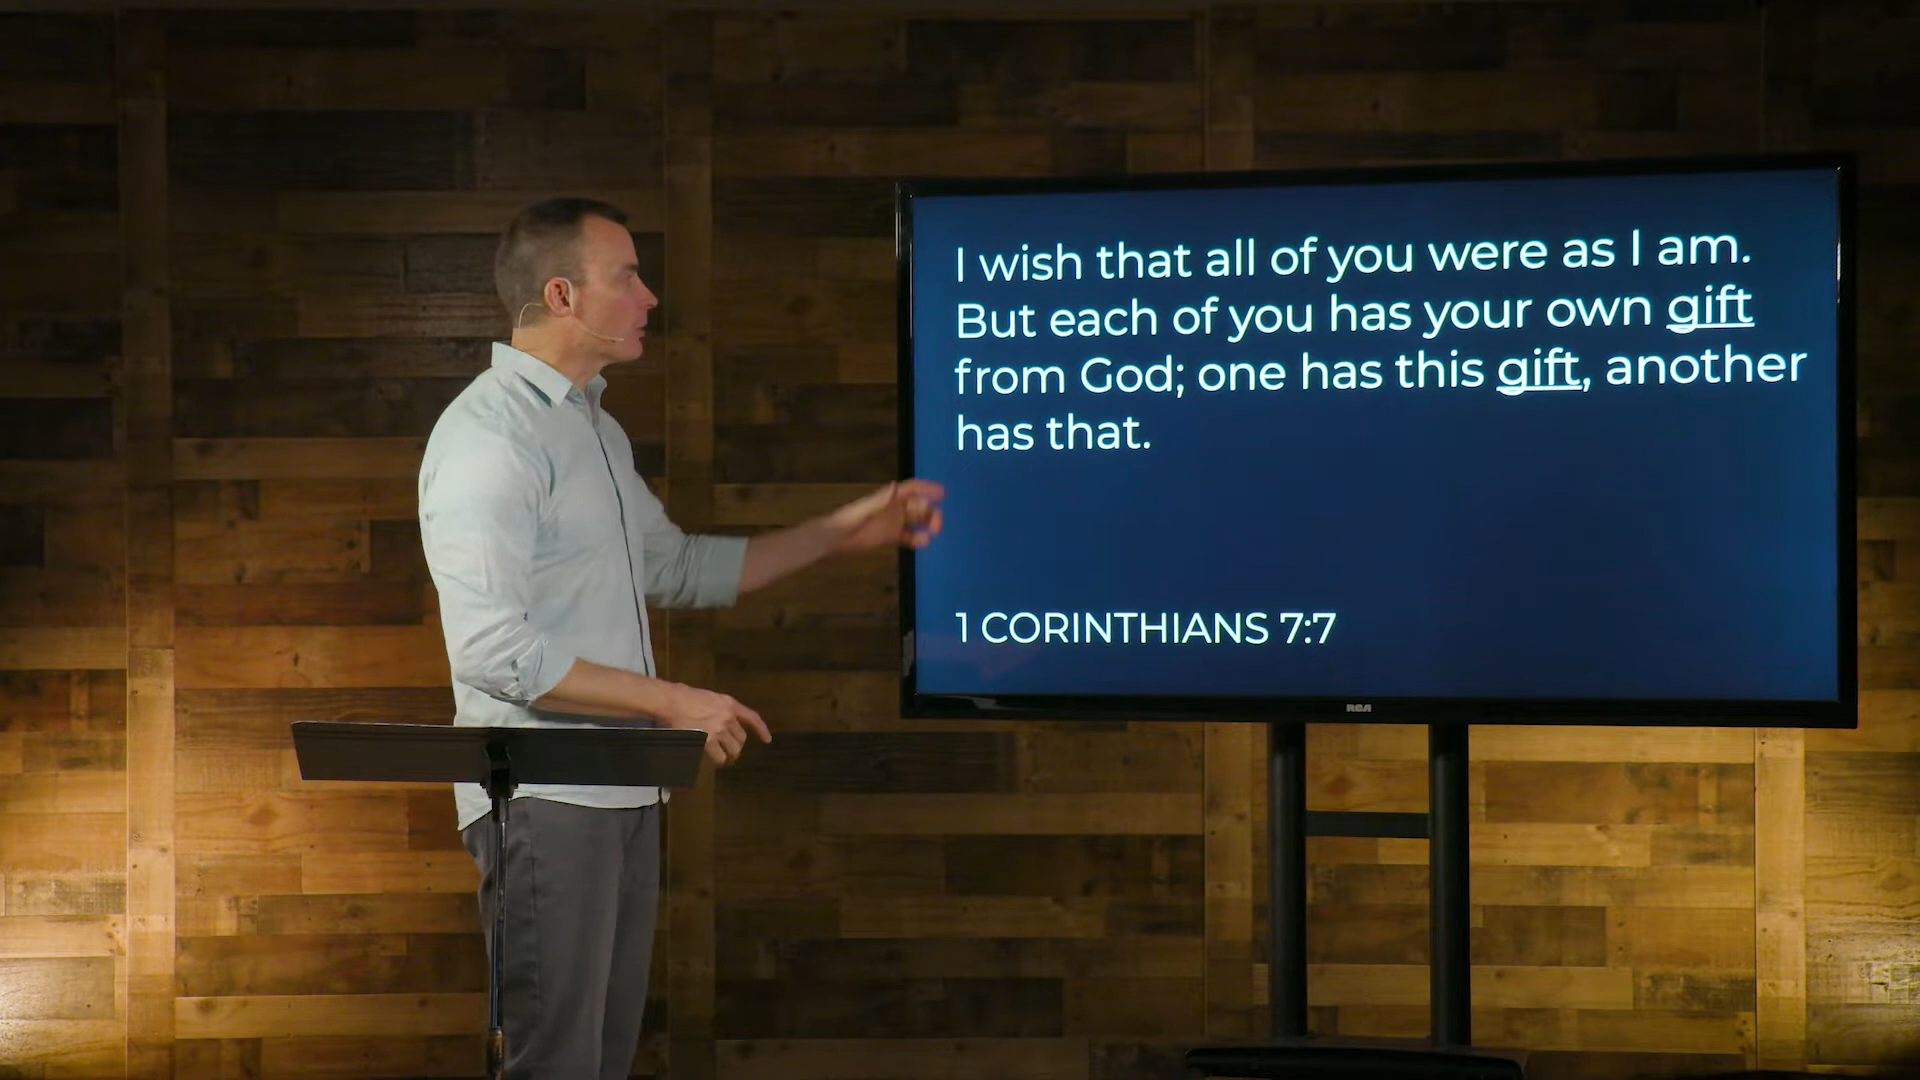 I wish that all of you were as I am.
But each of you has your own gift
from God; one has this gift, another
has that.
1 CORINTHIANS 7:7
RCA